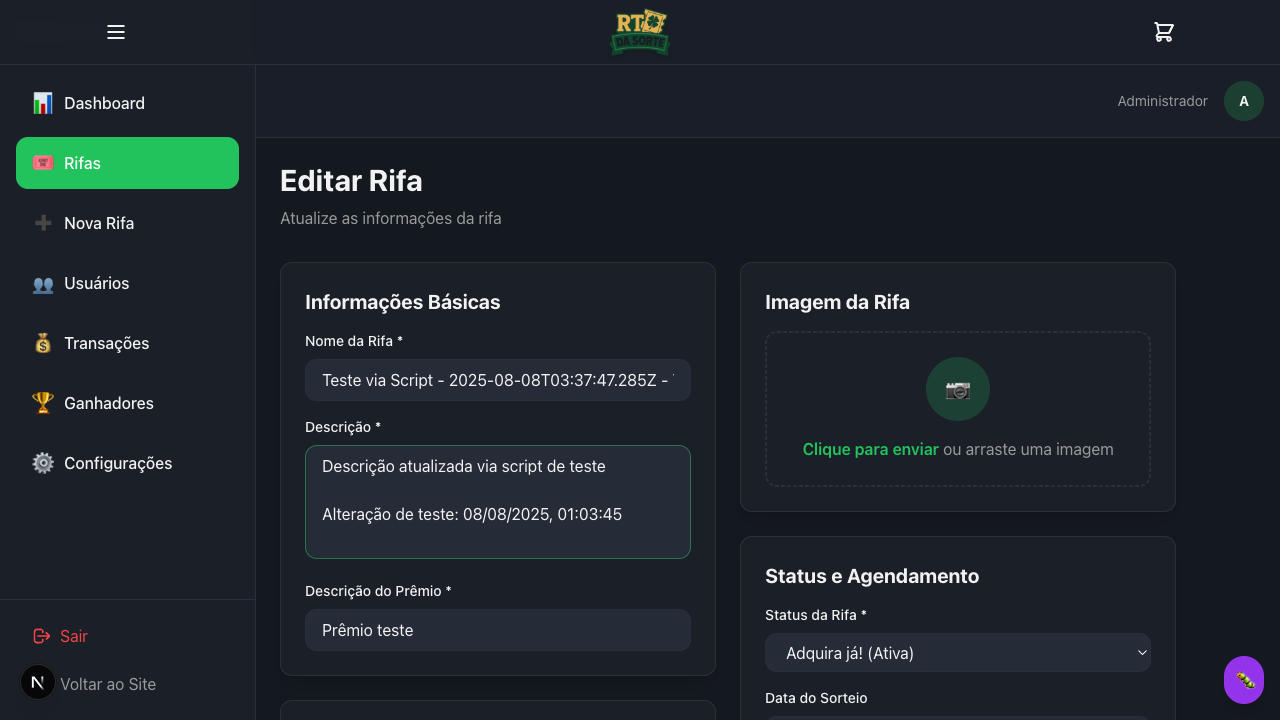 RT
DA SORTE
Dashboard
Rifas
Nova Rifa
Usuários
Transações
Ganhadores
Configurações
Sair
N
Voltar ao Site
Administrador
A
Editar Rifa
Atualize as informações da rifa
Informações Básicas
Nome da Rifa *
Teste via Script - 2025-08-08T03:37:47.285Z -
Descrição *
Descrição atualizada via script de teste
Alteração de teste: 08/08/2025, 01:03:45
Descrição do Prêmio *
Prêmio teste
Imagem da Rifa
Clique para enviar ou arraste uma imagem
Status e Agendamento
Status da Rifa *
Adquira já! (Ativa)
Data do Sorteio